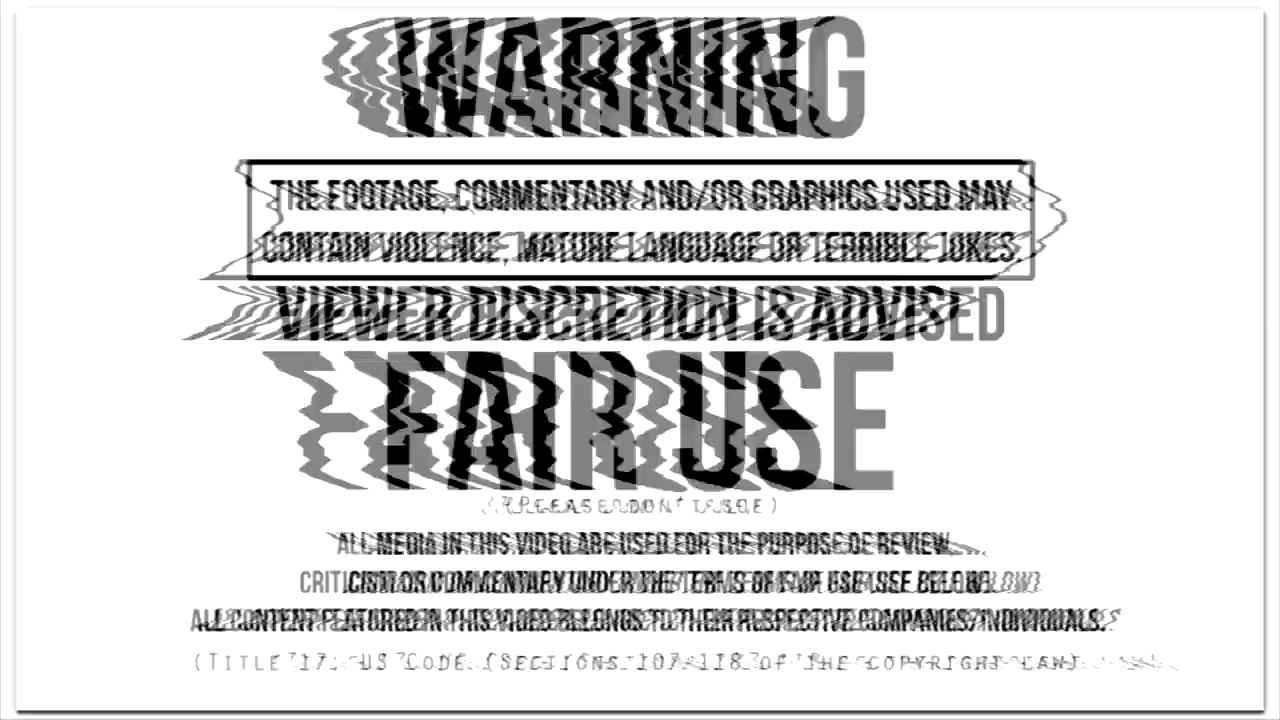 WARNING
THE FOOTAGE, COMMENTARY AND/OR GRAPHICS USED MAY
CONTAIN VIOLENCE, MATURE LANGUAGE OR TERRIBLE JOKES.
VIEWER DISCRETION IS ADVISED
FAIR USE
(PLEASE DON'T SUE)
ALL MEDIA IN THIS VIDEO ARE USED FOR THE PURPOSE OF REVIEW,
CRITICISM OR COMMENTARY UNDER THE TERMS OF FAIR USE (SEE BELOW)
ALL CONTENT FEATURED IN THIS VIDEO BELONGS TO THEIR RESPECTIVE COMPANIES/INDIVIDUALS.
(TITLE 17, US CODE (SECTIONS 107-118 OF THE COPYRIGHT LAW)